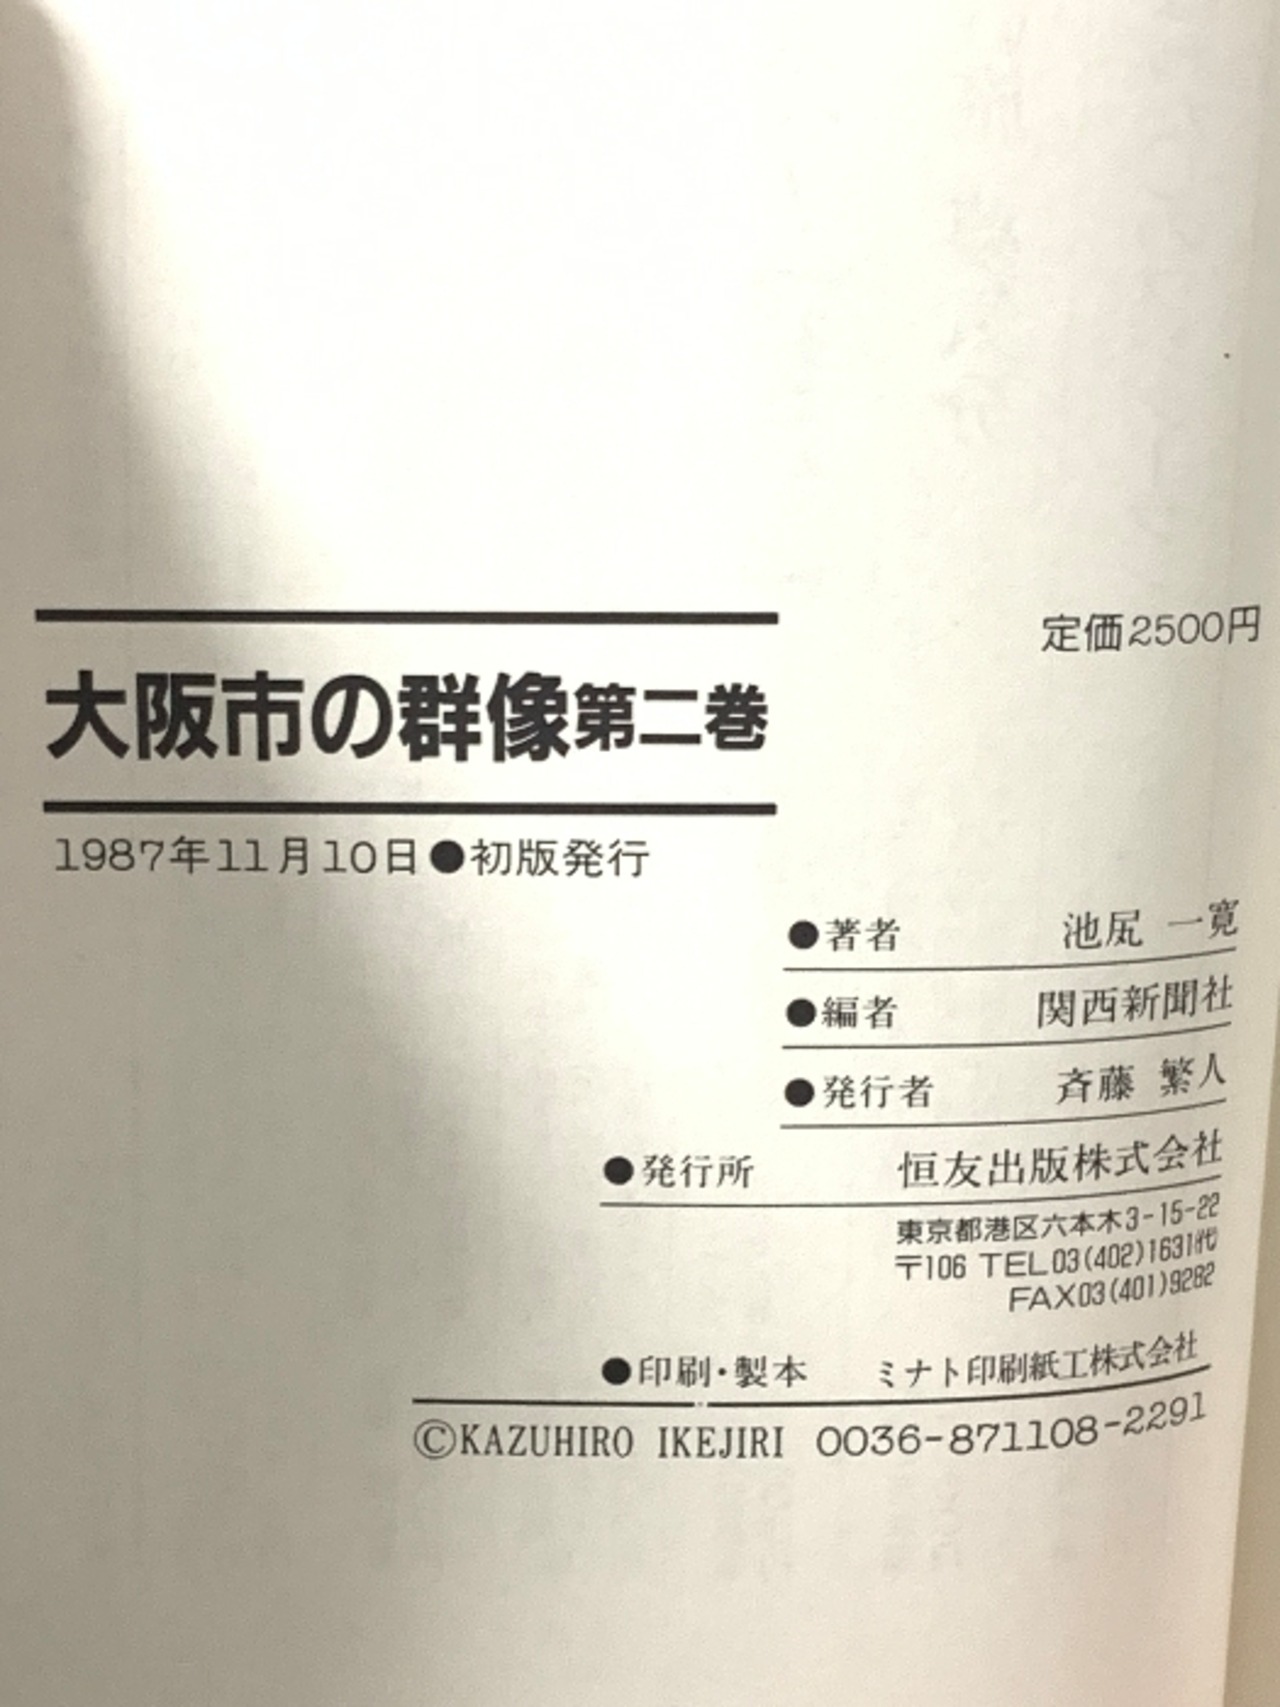 定価2500円
大阪市の群像第二巻
1987年11月10日●初版発行
●著者 池尻 一寛
●編者 関西新聞社
●発行者 斉藤 繁人
●発行所 恒友出版株式会社
東京都港区六本木3-15-22
〒106 TEL03(402)1631代
FAX03(401)9282
●印刷・製本 ミナト印刷紙工株式会社
©KAZUHIRO IKEJIRI 0036-871108-2291